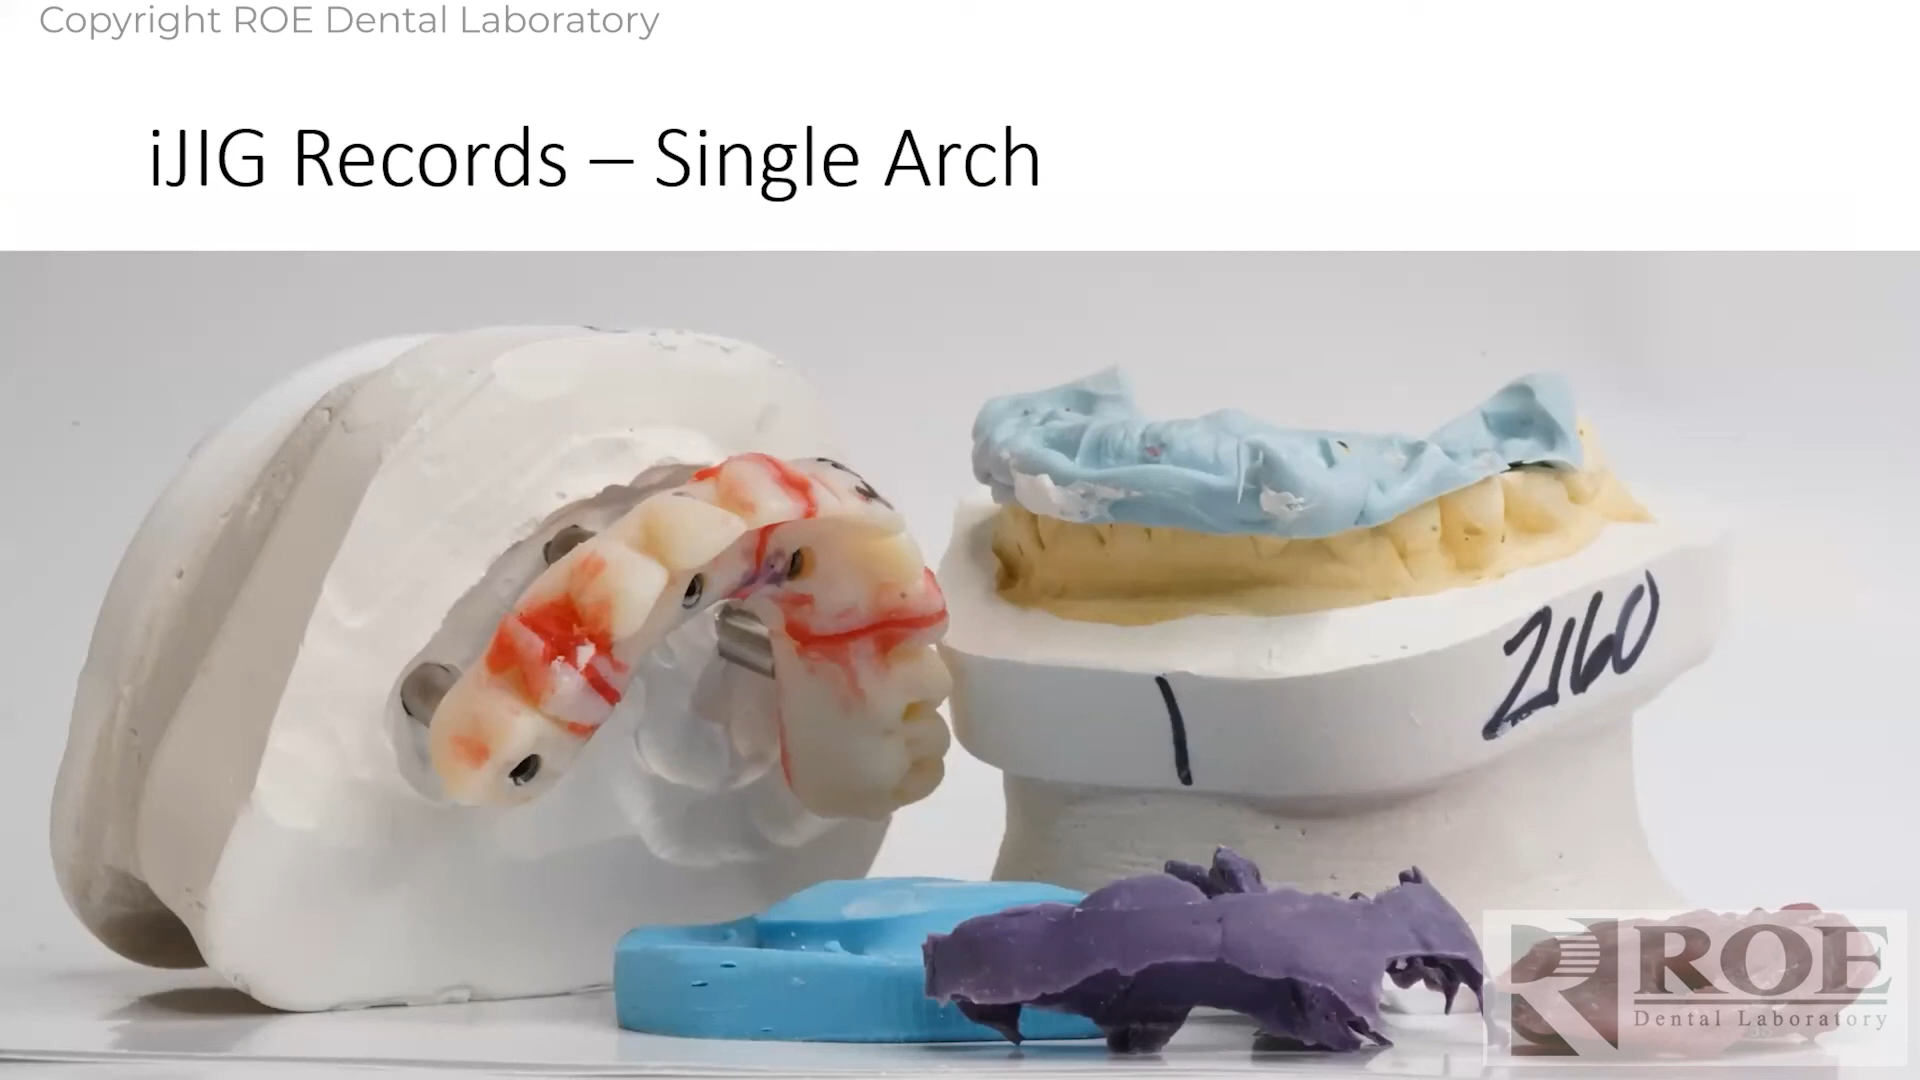 Copyright ROE Dental Laboratory
iJIG Records – Single Arch
2160
ROE
Dental Laboratory